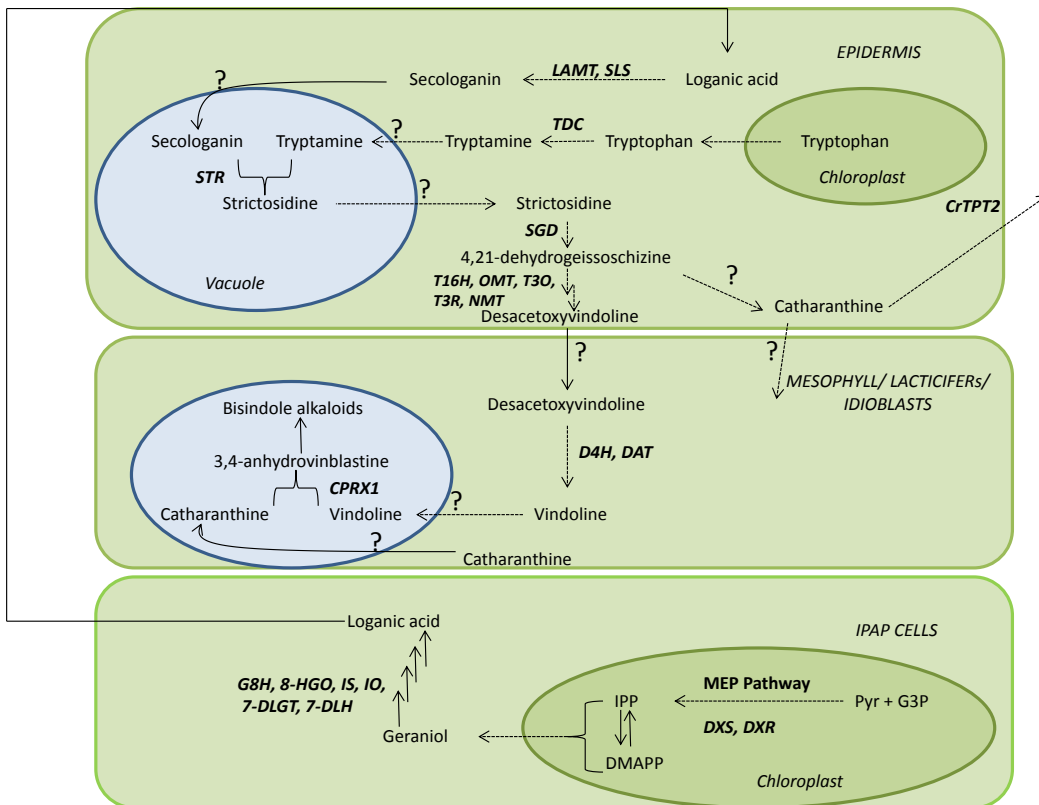 EPIDERMIS
?
Secologanin
LAMT, SLS
Loganic acid
Secologanin
Tryptamine
?
Tryptamine
TDC
Tryptophan
Tryptophan
Chloroplast
STR
Strictosidine
?
Strictosidine
CrTPT2
SGD
4,21-dehydrogeissoschizine
Vacuole
T16H, OMT, T3O,
T3R, NMT
?
Desacetoxyvindoline
Catharanthine
?
?
MESOPHYLL/ LACTICIFERs/
IDIOBLASTS
Bisindole alkaloids
Desacetoxyvindoline
3,4-anhydrovinblastine
D4H, DAT
CPRX1
Catharanthine
Vindoline
?
Vindoline
?
Catharanthine
Loganic acid
IPAP CELLS
G8H, 8-HGO, IS, IO,
7-DLGT, 7-DLH
MEP Pathway
IPP
Pyr + G3P
DXS, DXR
Geraniol
DMAPP
Chloroplast